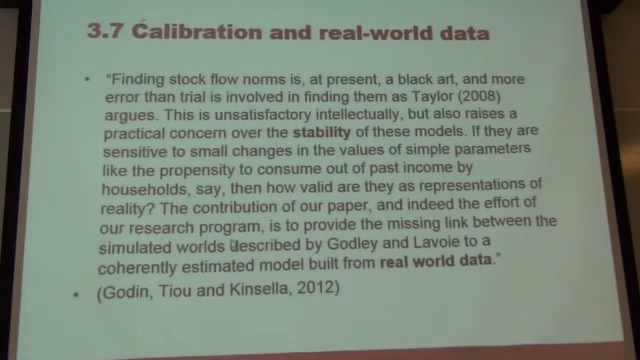 3.7 Calibration and real-world data
• "Finding stock flow norms is, at present, a black art, and more
error than trial is involved in finding them as Taylor (2008)
argues. This is unsatisfactory intellectually, but also raises a
practical concern over the stability of these models. If they are
sensitive to small changes in the values of simple parameters
like the propensity to consume out of past income by
households, say, then how valid are they as representations of
reality? The contribution of our paper, and indeed the effort of
our research program, is to provide the missing link between the
simulated worlds described by Godley and Lavoie to a
coherently estimated model built from real world data."
• (Godin, Tiou and Kinsella, 2012)